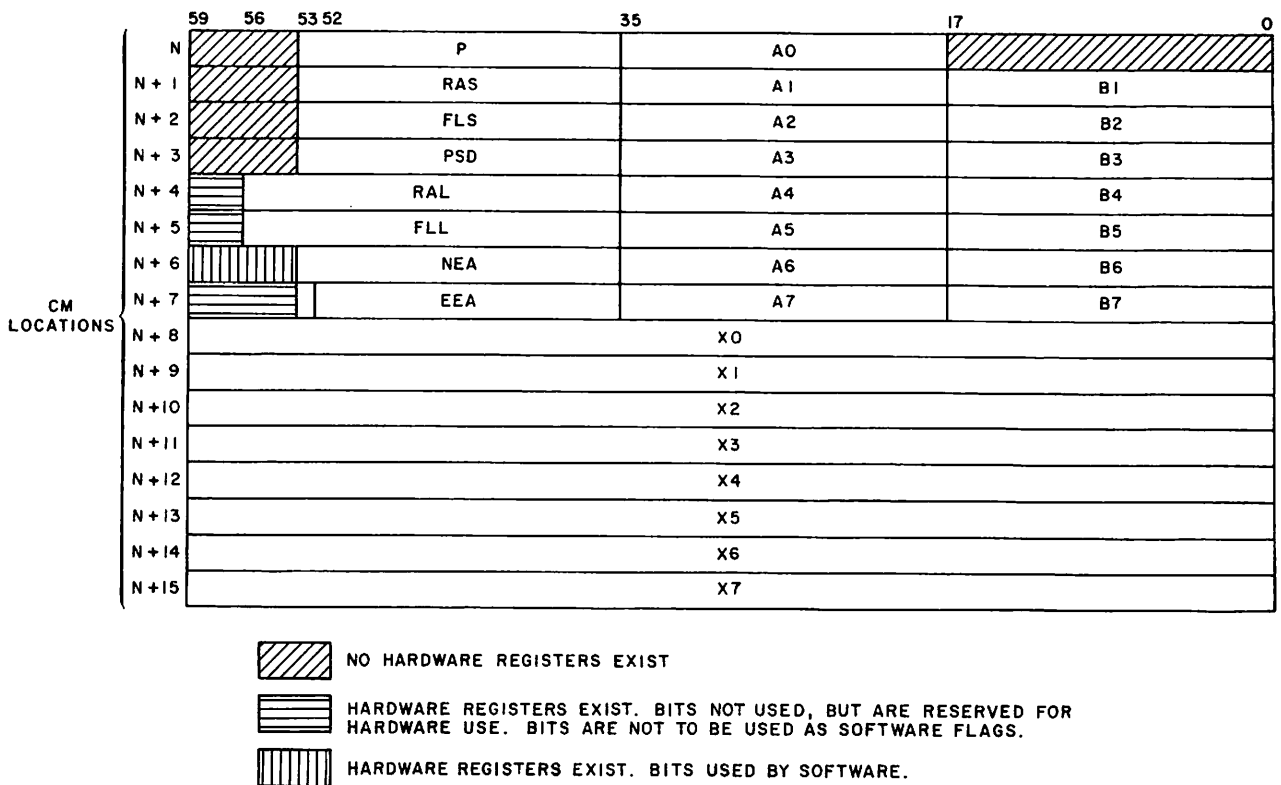 59 56 53 52 35 17 0
N P A0
N + 1 RAS A1 B1
N + 2 FLS A2 B2
N + 3 PSD A3 B3
N + 4 RAL A4 B4
N + 5 FLL A5 B5
N + 6 NEA A6 B6
N + 7 EEA A7 B7
CM
LOCATIONS
N + 8 X0
N + 9 X1
N +10 X2
N +11 X3
N +12 X4
N +13 X5
N +14 X6
N +15 X7
NO HARDWARE REGISTERS EXIST
HARDWARE REGISTERS EXIST. BITS NOT USED, BUT ARE RESERVED FOR
HARDWARE USE. BITS ARE NOT TO BE USED AS SOFTWARE FLAGS.
HARDWARE REGISTERS EXIST. BITS USED BY SOFTWARE.